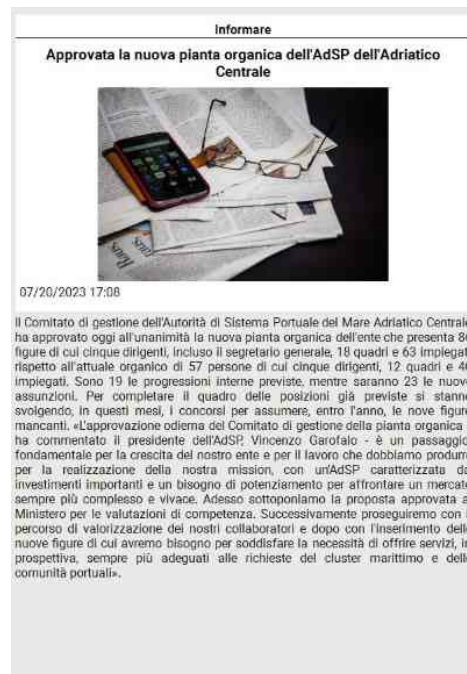 Informare
Approvata la nuova pianta organica dell'AdSP dell'Adriatico
Centrale
07/20/2023 17:08
Il Comitato di gestione dell'Autorità di Sistema Portuale del Mare Adriatico Centrale
ha approvato oggi all'unanimità la nuova pianta organica dell'ente che presenta
figure di cui cinque dirigenti, incluso il segretario generale, 18 quadri e 63 impiegat
rispetto all'attuale organico di 57 persone di cui cinque dirigenti, 12 quadri e
impiegati. Sono 19 le progressioni interne previste, mentre saranno 23 le nuove
assunzioni. Per completare il quadro delle posizioni già previste si stanno
svolgendo, in questi mesi, i concorsi per assumere, entro l'anno, le nove figure
mancanti. «L'approvazione odierna del Comitato di gestione della pianta organica -
ha commentato il presidente dell'AdSP, Vincenzo Garofalo - è un passaggio
fondamentale per la crescita del nostro ente e per il lavoro che dobbiamo produrre
per la realizzazione della nostra mission, con un'AdSP caratterizzata da
investimenti importanti e un bisogno di potenziamento per affrontare un mercato
sempre più complesso e vivace. Adesso sottoponiamo la proposta approvata a
Ministero per le valutazioni di competenza. Successivamente proseguiremo con
percorso di valorizzazione dei nostri collaboratori e dopo con l'inserimento delle
nuove figure di cui avremo bisogno per soddisfare la necessità di offrire servizi, in
prospettiva, sempre più adeguati alle richieste del cluster marittimo e delle
comunità portuali».